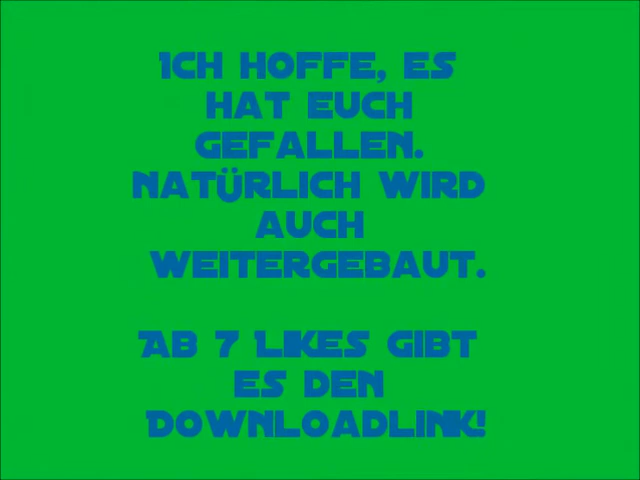 Ich hoffe, es
hat euch
gefallen.
Natürlich wird
auch
weitergebaut.
Ab 7 Likes gibt
es den
Downloadlink!